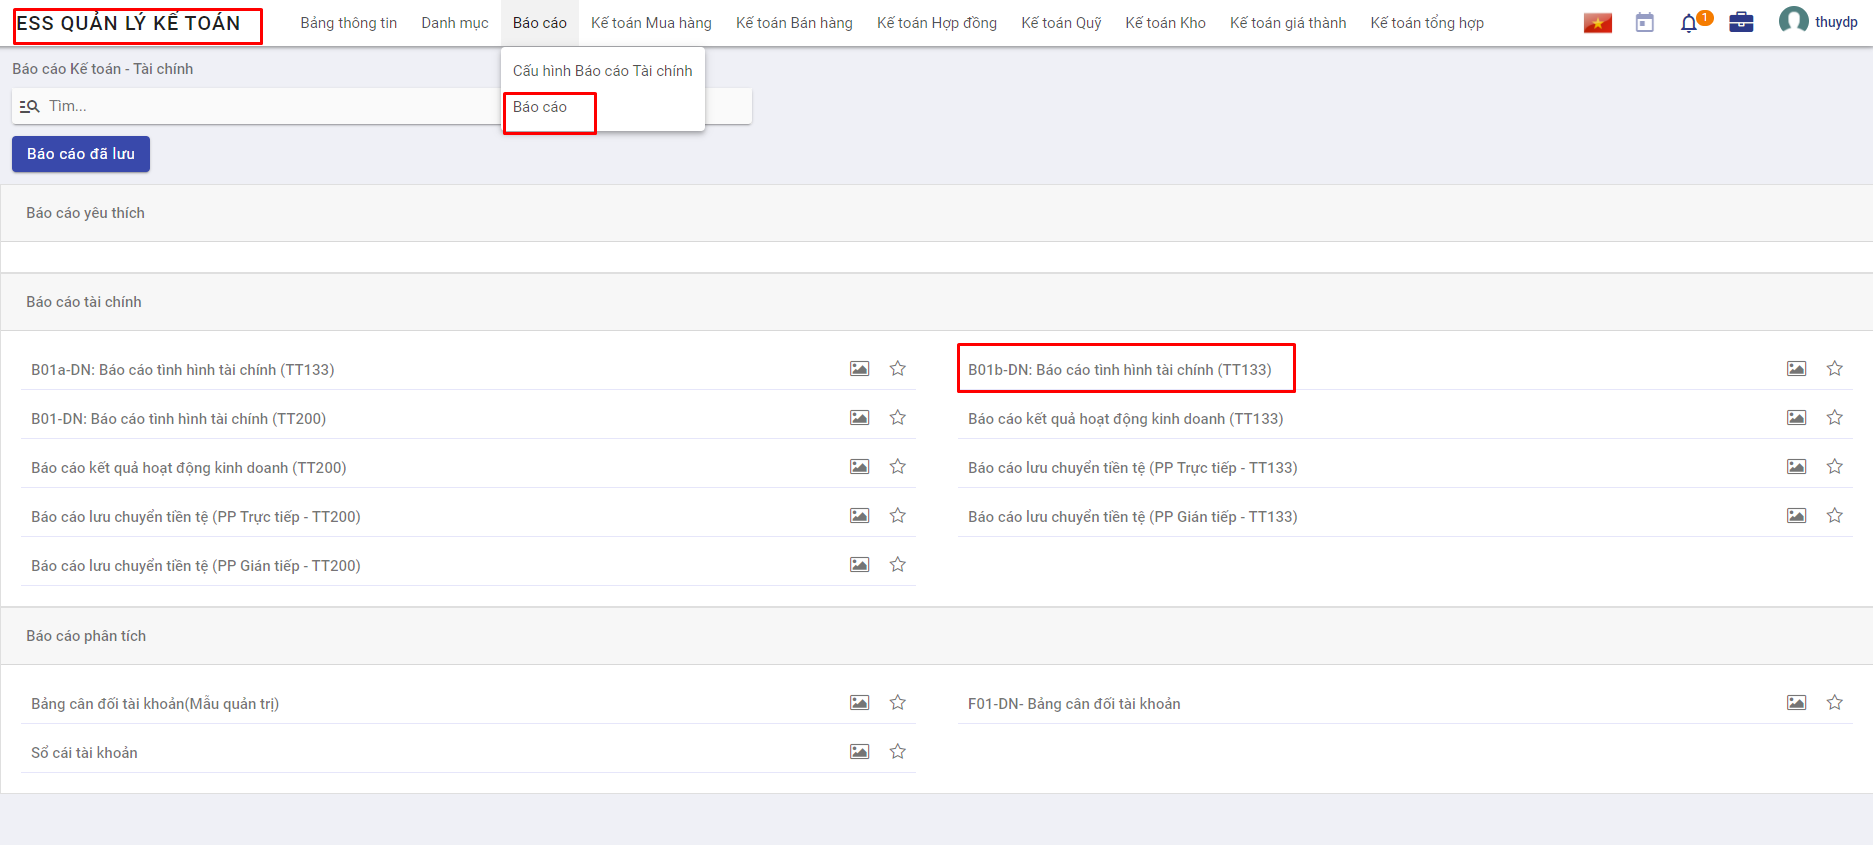 ESS QUẢN LÝ KẾ TOÁN
Bảng thông tin
Danh mục
Báo cáo
Kế toán Mua hàng
Kế toán Bán hàng
Kế toán Hợp đồng
Kế toán Quỹ
Kế toán Kho
Kế toán giá thành
Kế toán tổng hợp
1
thuydp
Cấu hình Báo cáo Tài chính
Báo cáo
Báo cáo Kế toán - Tài chính
Tìm...
Báo cáo đã lưu
Báo cáo yêu thích
Báo cáo tài chính
B01a-DN: Báo cáo tình hình tài chính (TT133)
B01b-DN: Báo cáo tình hình tài chính (TT133)
B01-DN: Báo cáo tình hình tài chính (TT200)
Báo cáo kết quả hoạt động kinh doanh (TT133)
Báo cáo kết quả hoạt động kinh doanh (TT200)
Báo cáo lưu chuyển tiền tệ (PP Trực tiếp - TT133)
Báo cáo lưu chuyển tiền tệ (PP Trực tiếp - TT200)
Báo cáo lưu chuyển tiền tệ (PP Gián tiếp - TT133)
Báo cáo lưu chuyển tiền tệ (PP Gián tiếp - TT200)
Báo cáo phân tích
Bảng cân đối tài khoản(Mẫu quản trị)
F01-DN- Bảng cân đối tài khoản
Sổ cái tài khoản